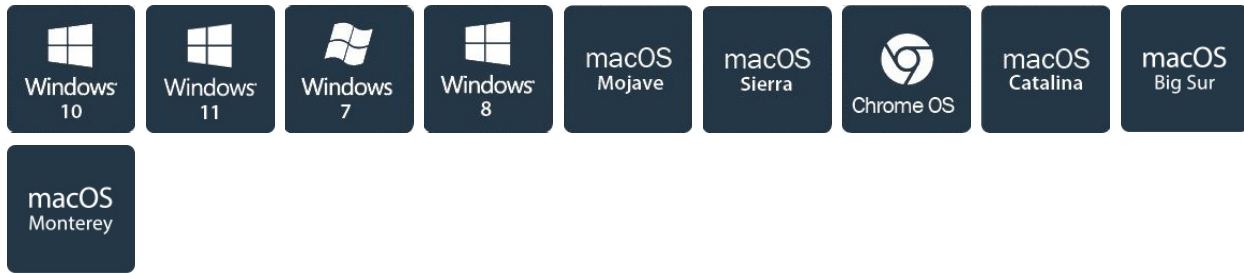 Windows
10
Windows
11
Windows
7
Windows
8
macOS
Mojave
macOS
Sierra
Chrome OS
macOS
Catalina
macOS
Big Sur
macOS
Monterey